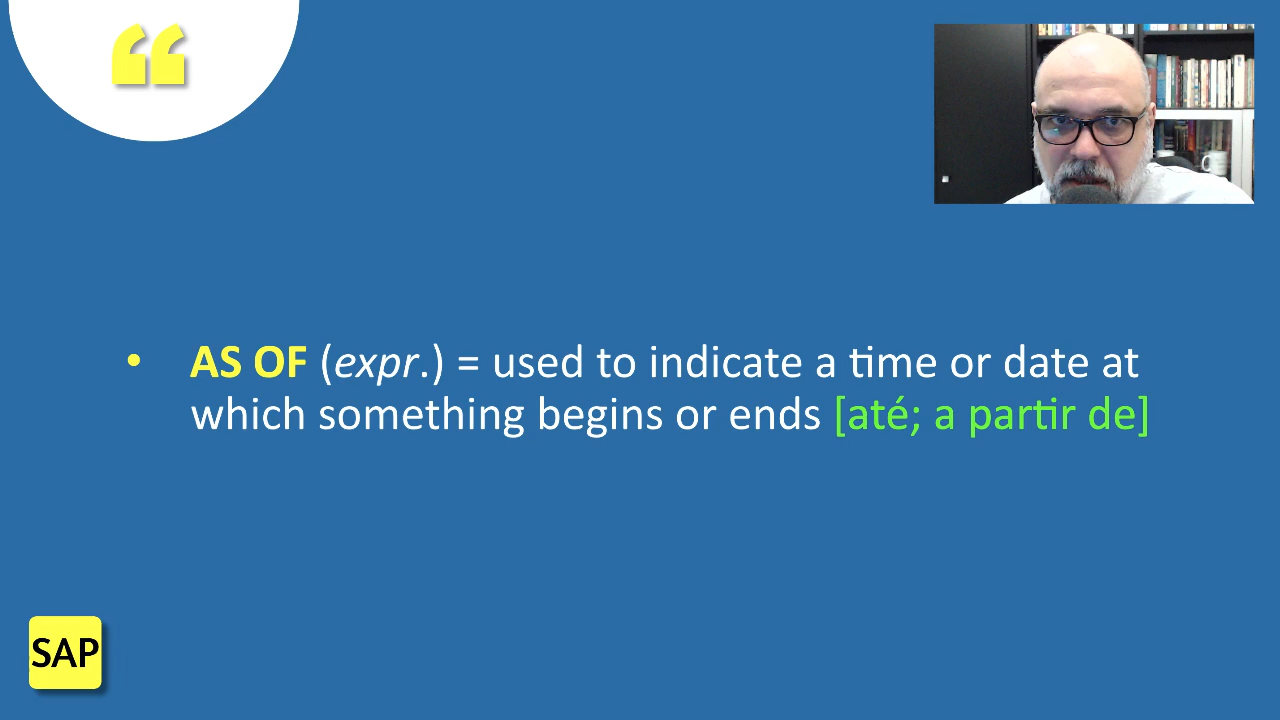 “
• AS OF (expr.) = used to indicate a time or date at
which something begins or ends [até; a partir de]
SAP